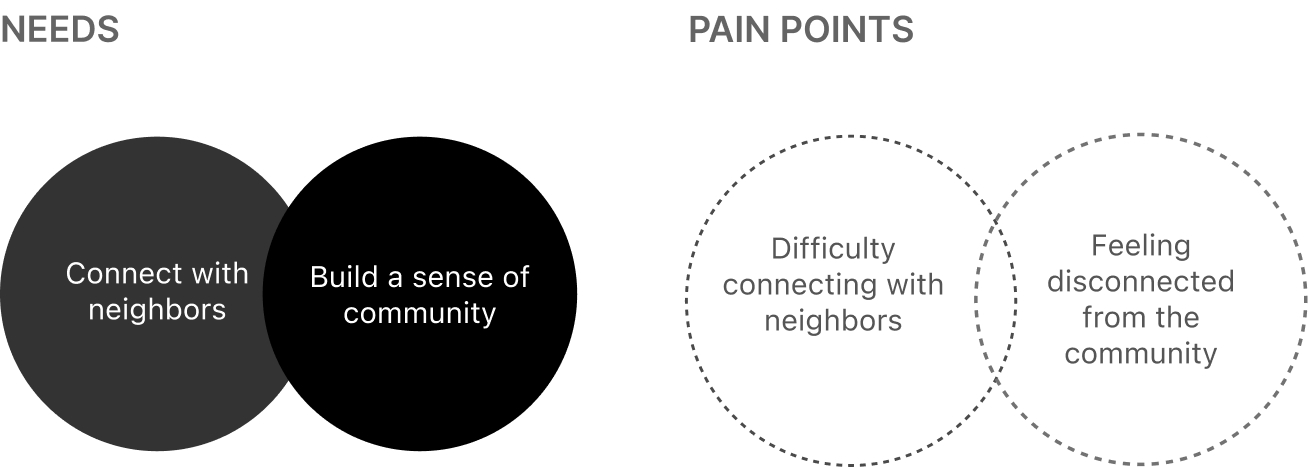 NEEDS
PAIN POINTS
Connect with
neighbors
Build a sense of
community
Difficulty
connecting with
neighbors
Feeling
disconnected
from the
community